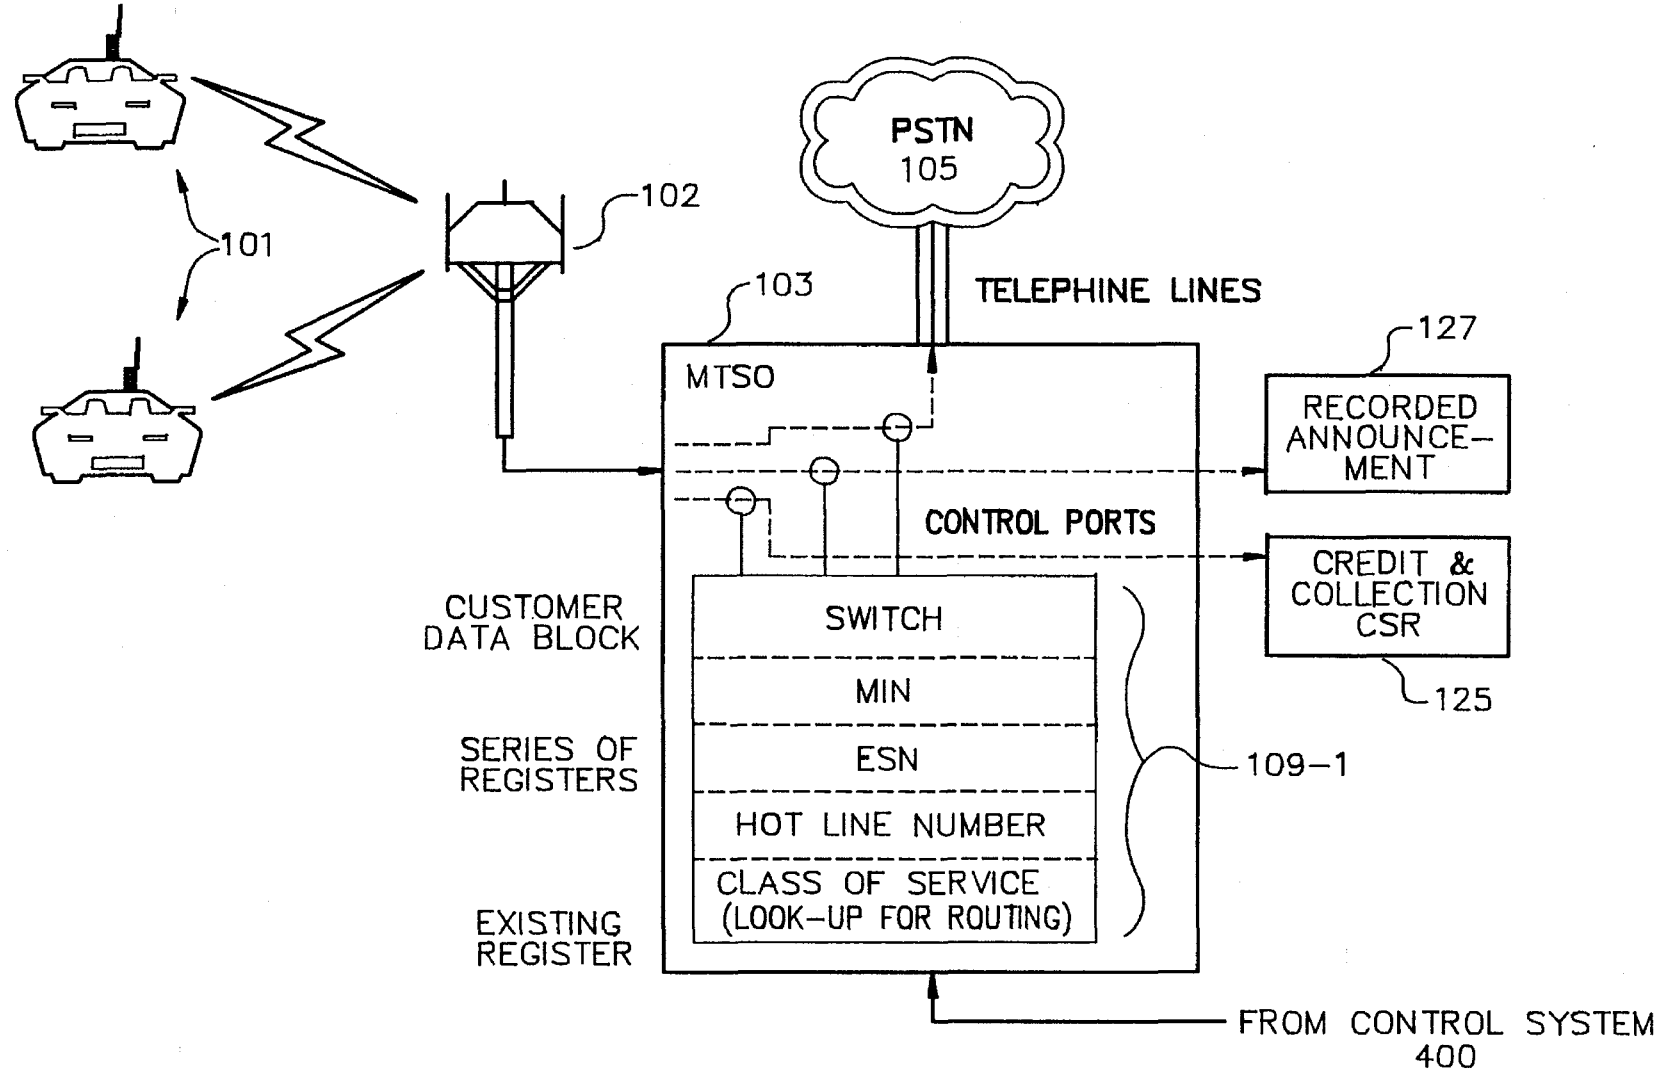 PSTN
105
102
101
103
TELEPHINE LINES
127
MTSO
RECORDED
ANNOUNCE-
MENT
CONTROL PORTS
CREDIT &
COLLECTION
CSR
125
CUSTOMER
DATA BLOCK
SWITCH
MIN
SERIES OF
REGISTERS
ESN
109-1
HOT LINE NUMBER
CLASS OF SERVICE
(LOOK-UP FOR ROUTING)
EXISTING
REGISTER
FROM CONTROL SYSTEM
400